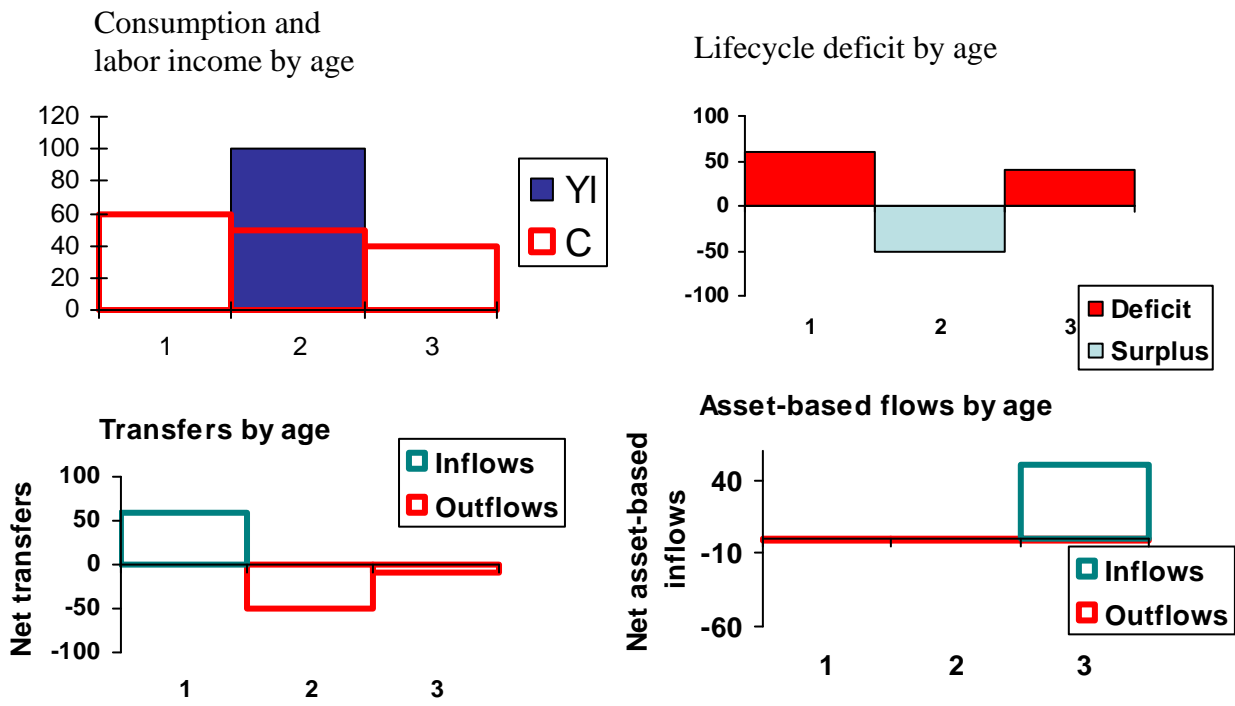 Consumption and
labor income by age
120
100
80
60
40
20
0
1 2 3
Yl
C
Lifecycle deficit by age
100
50
0
-50
-100
1 2 3
Deficit
Surplus
Transfers by age
Inflows
Outflows
Net transfers
100
50
0
-50
-100
1 2 3
Asset-based flows by age
Net asset-based
inflows
40
-10
-60
1 2 3
Inflows
Outflows